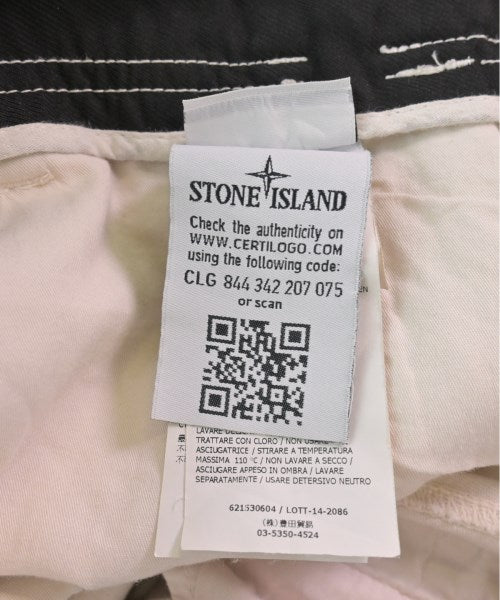 STONE ISLAND
Check the authenticity on
WWW.CERTILOGO.COM
using the following code:
CLG 844 342 207 075
or scan
EN
TRATTARE CON CLORO / NON USARE
ASCIUGATRICE / STIRARE A TEMPERATURA
MASSIMA 110 °C / NON LAVARE A SECCO /
ASCIUGARE APPESO IN OMBRA / LAVARE
SEPARATAMENTE / USARE DETERSIVO NEUTRO
621530604 / LOTT-14-2086
(株)豊田貿易
03-5350-4524